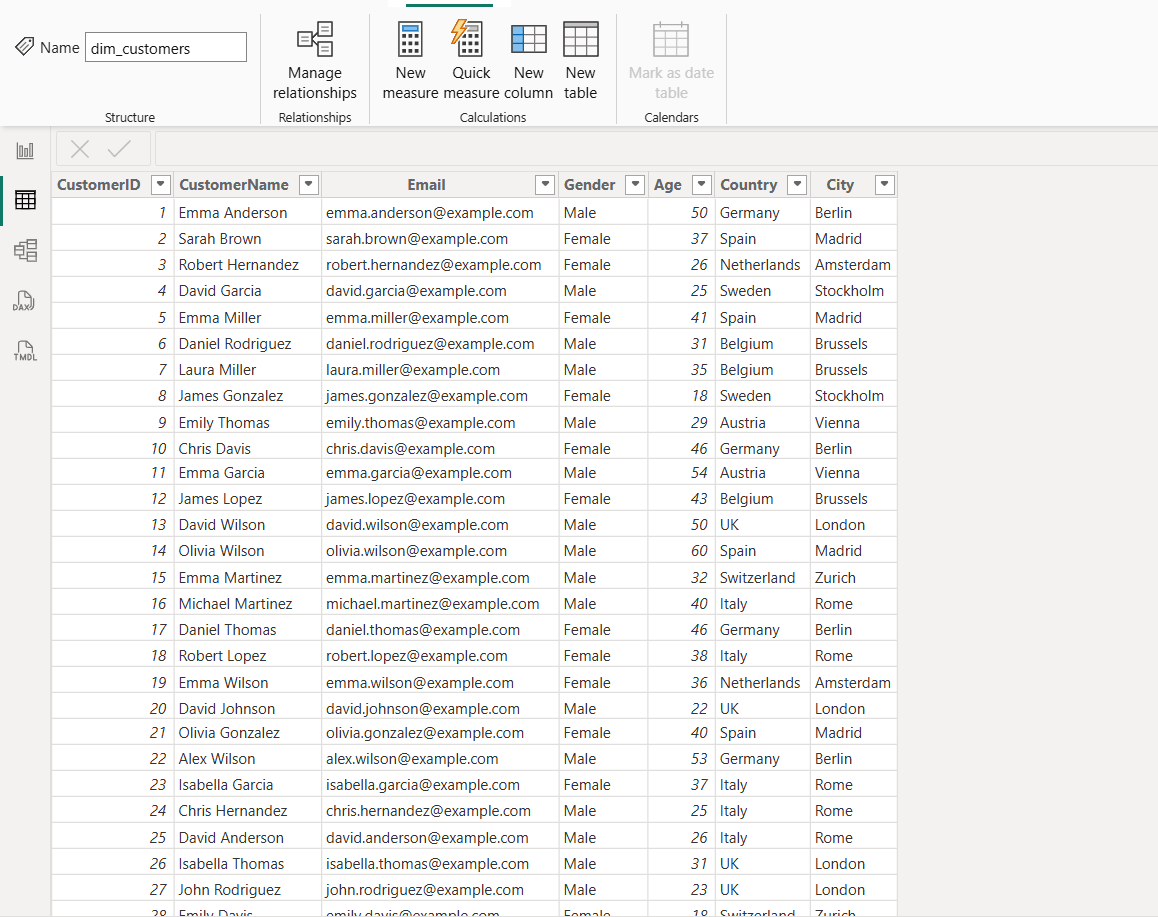 Name dim_customers
Manage relationships
New measure
Quick measure
New column
New table
Mark as date table
Structure
Relationships
Calculations
Calendars
DAX
TMDL
CustomerID CustomerName Email Gender Age Country City
1 Emma Anderson emma.anderson@example.com Male 50 Germany Berlin
2 Sarah Brown sarah.brown@example.com Female 37 Spain Madrid
3 Robert Hernandez robert.hernandez@example.com Female 26 Netherlands Amsterdam
4 David Garcia david.garcia@example.com Male 25 Sweden Stockholm
5 Emma Miller emma.miller@example.com Female 41 Spain Madrid
6 Daniel Rodriguez daniel.rodriguez@example.com Male 31 Belgium Brussels
7 Laura Miller laura.miller@example.com Male 35 Belgium Brussels
8 James Gonzalez james.gonzalez@example.com Female 18 Sweden Stockholm
9 Emily Thomas emily.thomas@example.com Male 29 Austria Vienna
10 Chris Davis chris.davis@example.com Female 46 Germany Berlin
11 Emma Garcia emma.garcia@example.com Male 54 Austria Vienna
12 James Lopez james.lopez@example.com Female 43 Belgium Brussels
13 David Wilson david.wilson@example.com Male 50 UK London
14 Olivia Wilson olivia.wilson@example.com Male 60 Spain Madrid
15 Emma Martinez emma.martinez@example.com Male 32 Switzerland Zurich
16 Michael Martinez michael.martinez@example.com Male 40 Italy Rome
17 Daniel Thomas daniel.thomas@example.com Female 46 Germany Berlin
18 Robert Lopez robert.lopez@example.com Female 38 Italy Rome
19 Emma Wilson emma.wilson@example.com Female 36 Netherlands Amsterdam
20 David Johnson david.johnson@example.com Male 22 UK London
21 Olivia Gonzalez olivia.gonzalez@example.com Female 40 Spain Madrid
22 Alex Wilson alex.wilson@example.com Male 53 Germany Berlin
23 Isabella Garcia isabella.garcia@example.com Female 37 Italy Rome
24 Chris Hernandez chris.hernandez@example.com Male 25 Italy Rome
25 David Anderson david.anderson@example.com Male 26 Italy Rome
26 Isabella Thomas isabella.thomas@example.com Male 31 UK London
27 John Rodriguez john.rodriguez@example.com Male 23 UK London
28 Emily Davis emily.davis@example.com Female 18 Switzerland Zurich